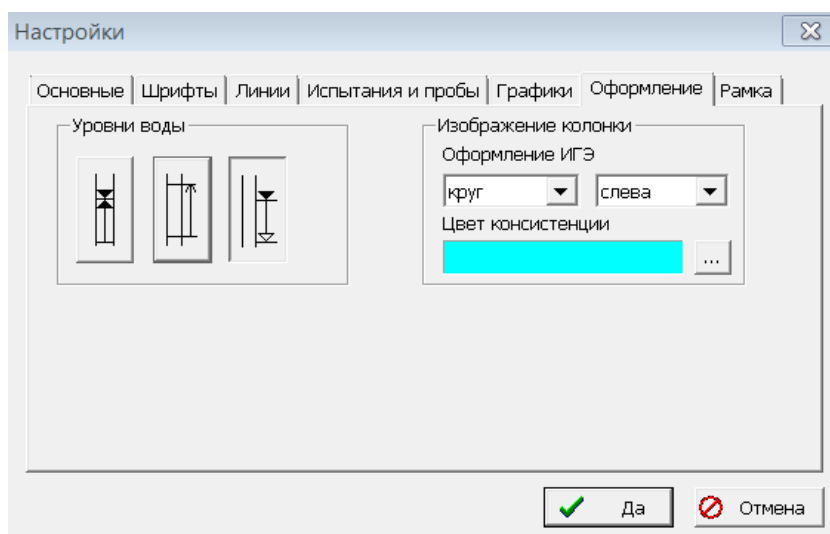 Настройки
Основные Шрифты Линии Испытания и пробы Графики Оформление Рамка
Уровни воды
Изображение колонки
Оформление ИГЭ
круг слева
Цвет консистенции
...
Да Отмена